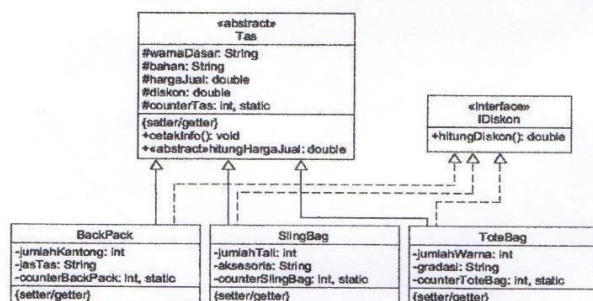 «abstract»
Tas
#warnaDasar: String
#bahan: String
#hargaJual: double
#diskon: double
#counterTas: int, static
{setter/getter}
+cetakInfo(): void
+«abstract»hitungHargaJual: double
«interface»
IDiskon
+hitungDiskon(): double
BackPack
-jumlahKantong: int
-jasTas: String
-counterBackPack: int, static
{setter/getter}
SlingBag
-jumlahTali: int
-aksesoris: String
-counterSlingBag: int, static
{setter/getter}
ToteBag
-jumlahWarna: int
-gradasi: String
-counterToteBag: int, static
{setter/getter}